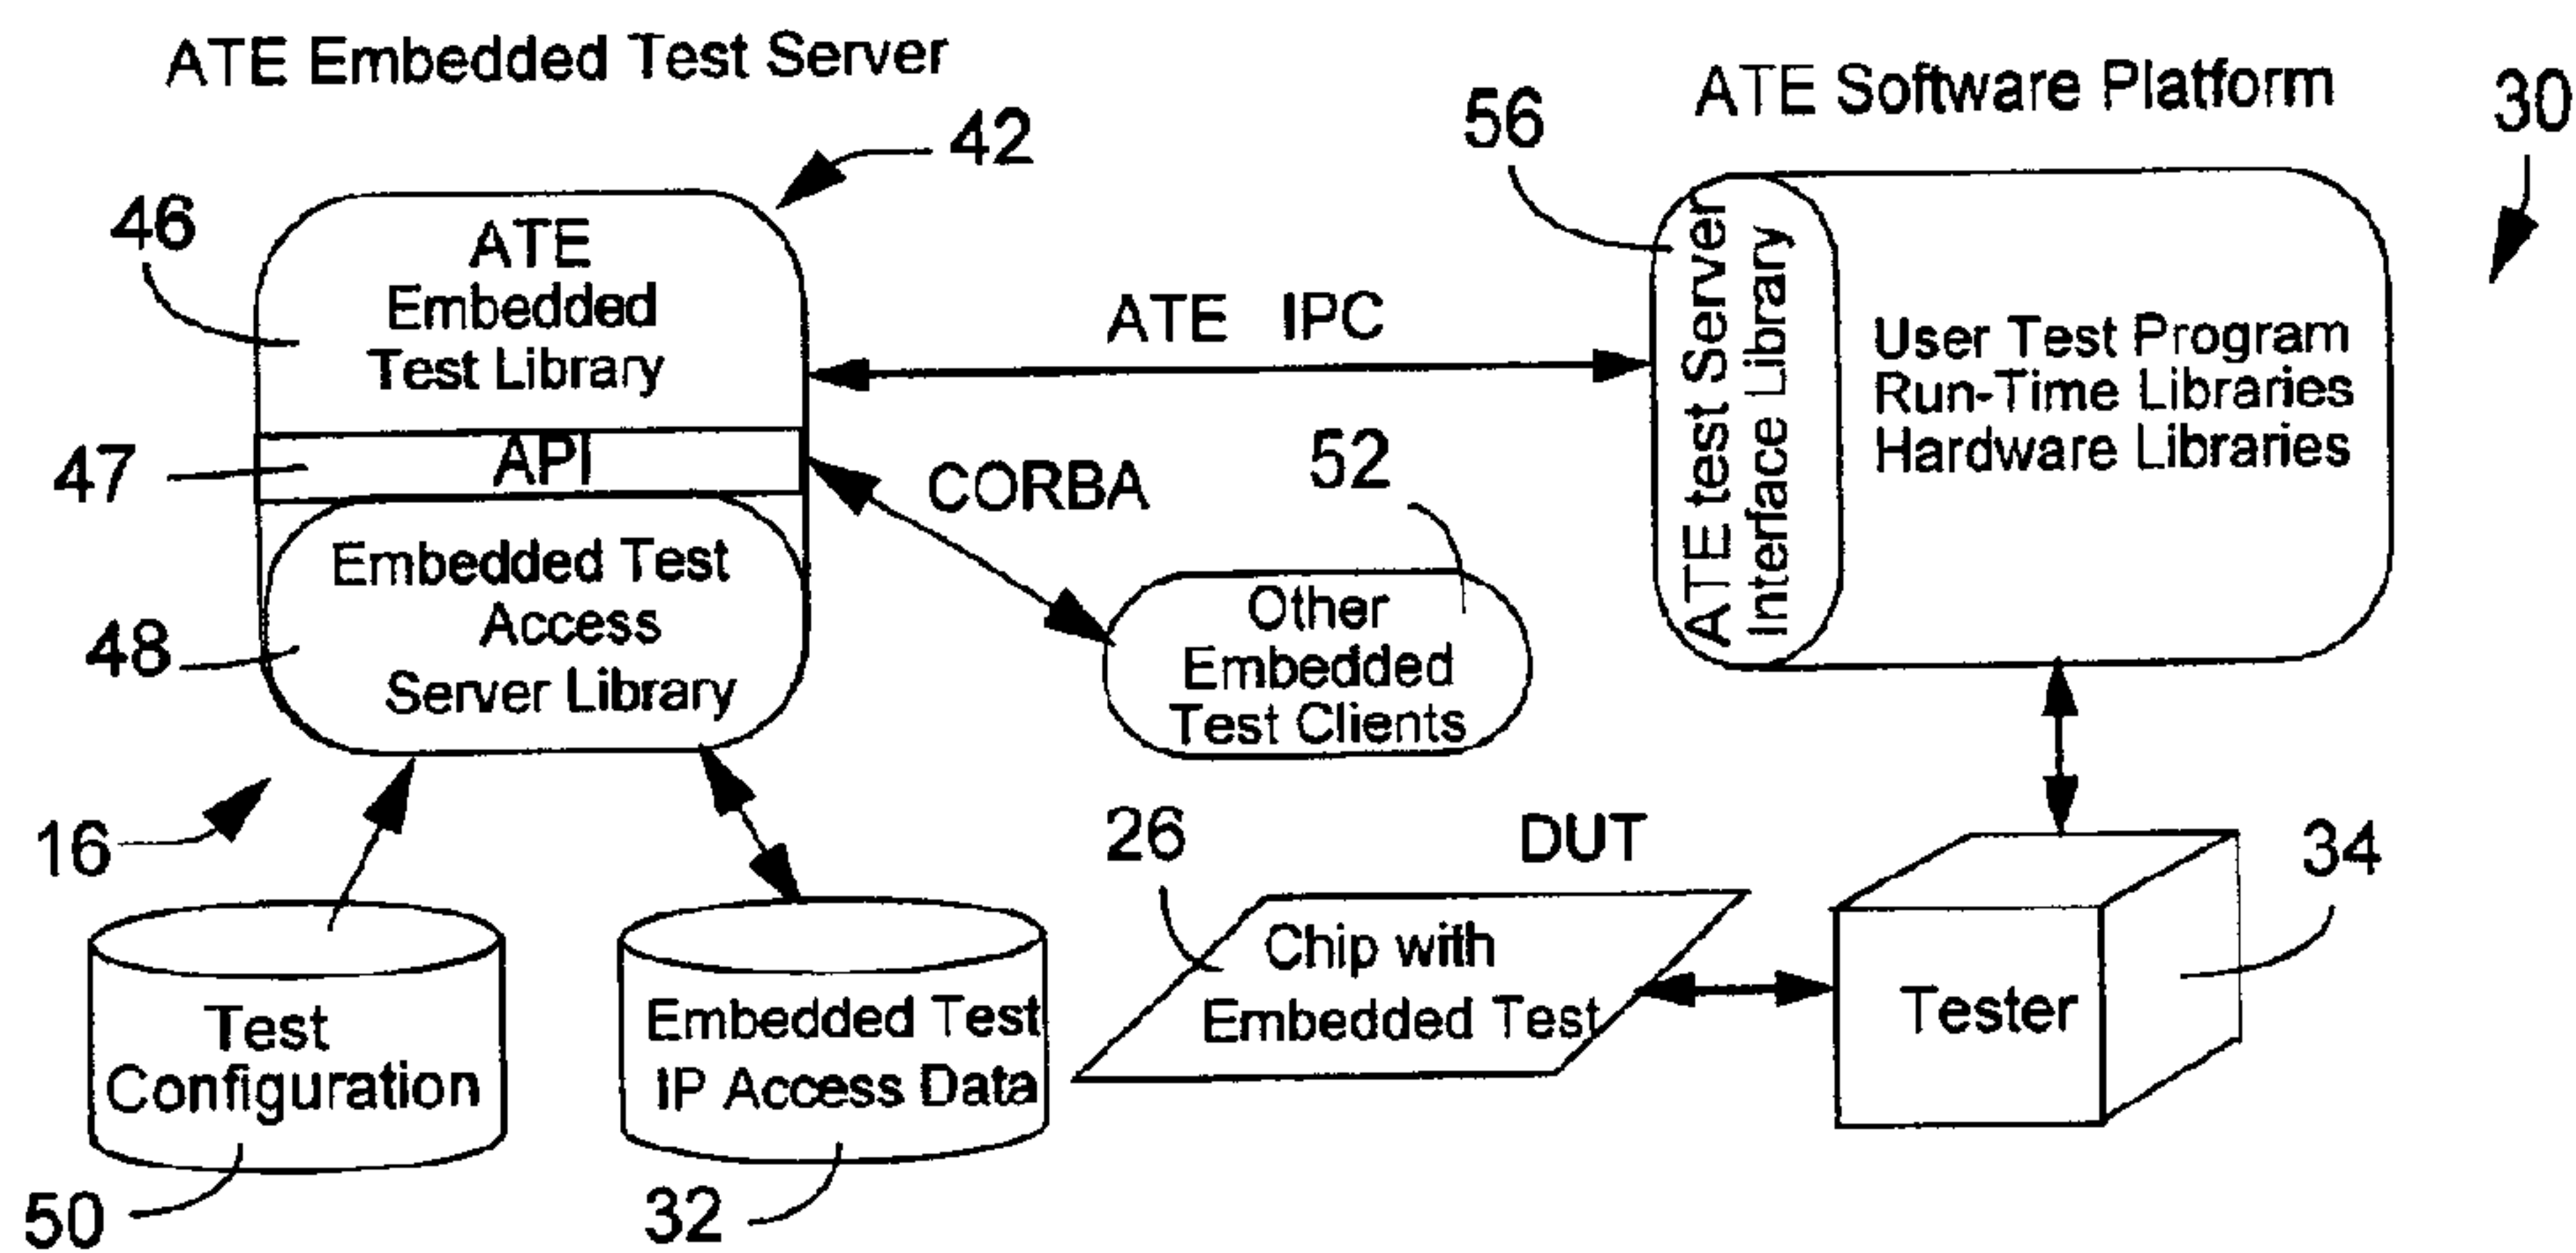 ATE Embedded Test Server
ATE Software Platform
30
42
56
46
ATE
Embedded
Test Library
ATE IPC
ATE test Server
Interface Library
User Test Program
Run-Time Libraries
Hardware Libraries
47
API
CORBA
52
48
Embedded Test
Access
Server Library
Other
Embedded
Test Clients
16
26
DUT
34
Chip with
Embedded Test
Tester
Test
Configuration
Embedded Test
IP Access Data
50
32